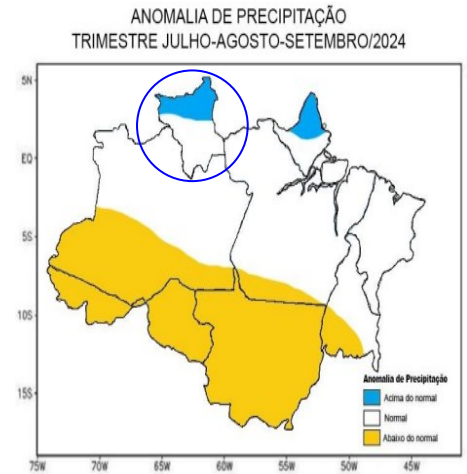 ANOMALIA DE PRECIPITAÇÃO
TRIMESTRE JULHO-AGOSTO-SETEMBRO/2024
5N
EQ
5S
10S
15S
75W 70W 65W 60W 55W 50W 45W
Anomalia de Precipitação
Acima do normal
Normal
Abaixo do normal